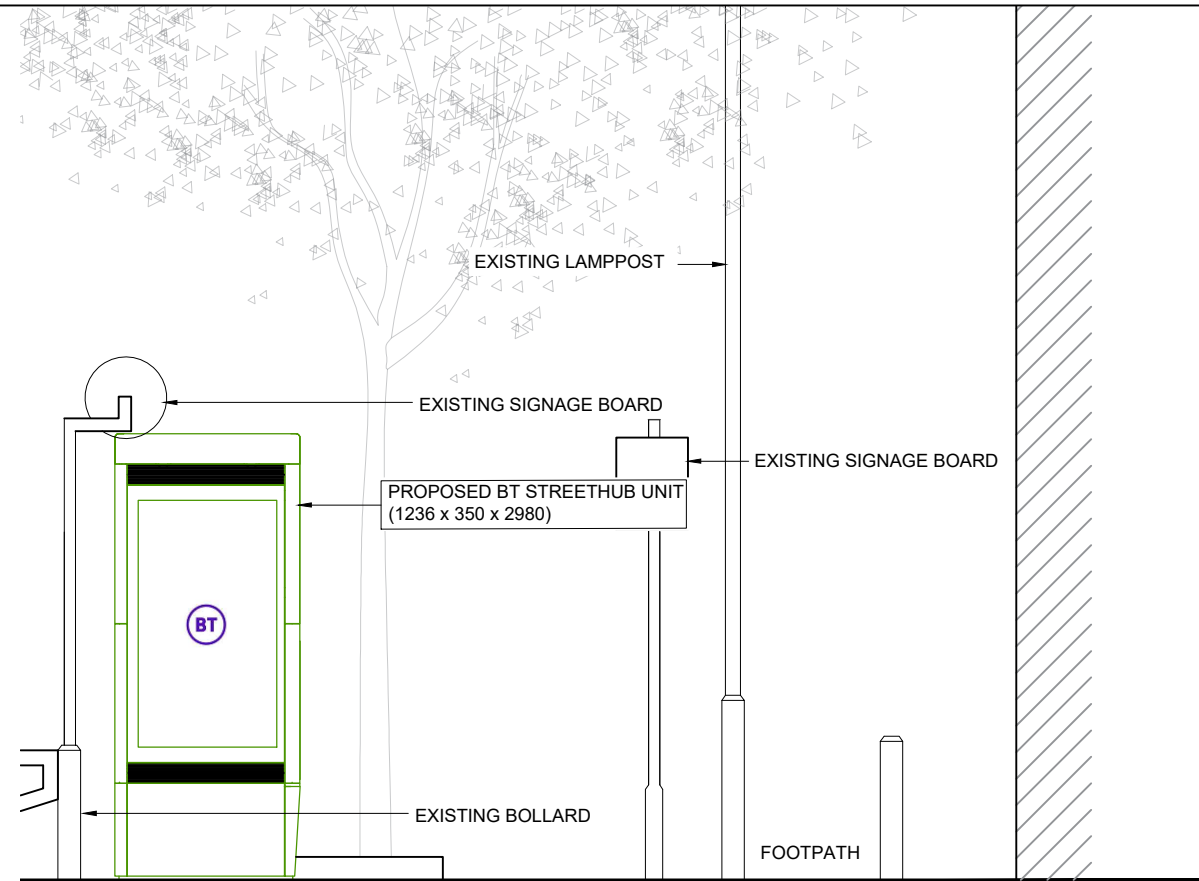 EXISTING LAMPPOST
EXISTING SIGNAGE BOARD
EXISTING SIGNAGE BOARD
PROPOSED BT STREETHUB UNIT
(1236 x 350 x 2980)
BT
EXISTING BOLLARD
FOOTPATH